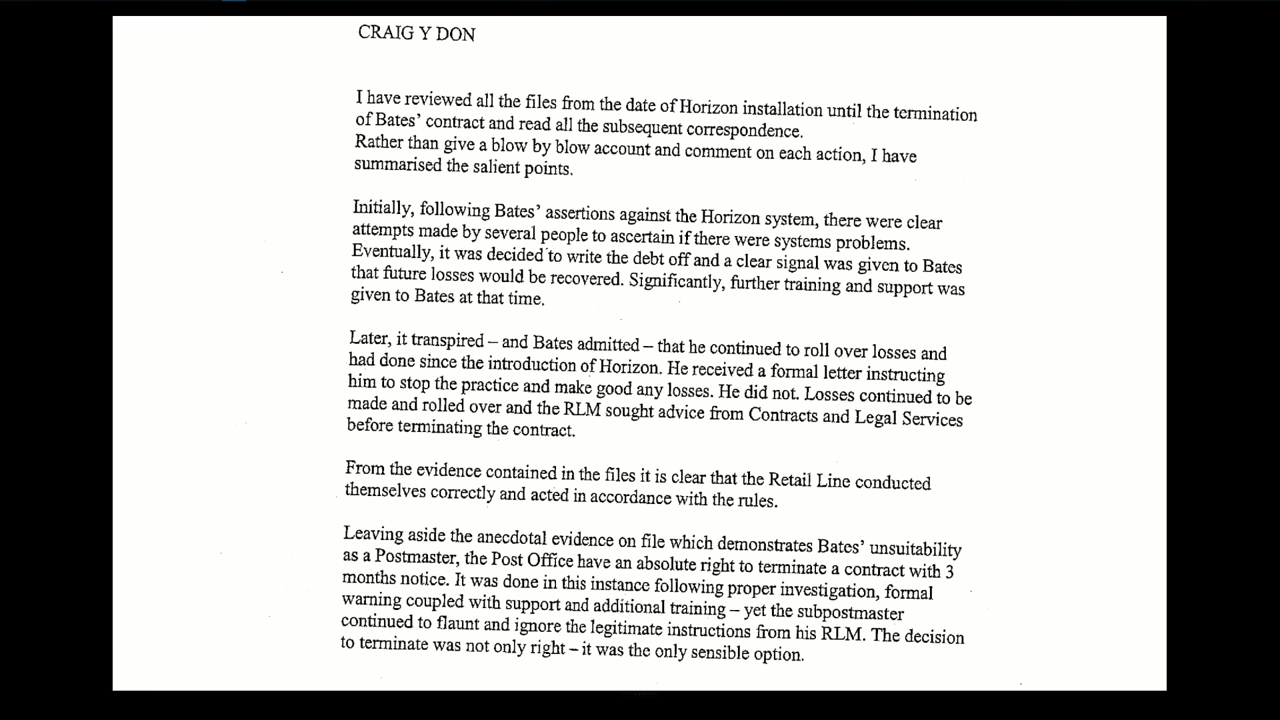 CRAIG Y DON
I have reviewed all the files from the date of Horizon installation until the termination
of Bates' contract and read all the subsequent correspondence.
Rather than give a blow by blow account and comment on each action, I have
summarised the salient points.
Initially, following Bates' assertions against the Horizon system, there were clear
attempts made by several people to ascertain if there were systems problems.
Eventually, it was decided to write the debt off and a clear signal was given to Bates
that future losses would be recovered. Significantly, further training and support was
given to Bates at that time.
Later, it transpired – and Bates admitted – that he continued to roll over losses and
had done since the introduction of Horizon. He received a formal letter instructing
him to stop the practice and make good any losses. He did not. Losses continued to be
made and rolled over and the RLM sought advice from Contracts and Legal Services
before terminating the contract.
From the evidence contained in the files it is clear that the Retail Line conducted
themselves correctly and acted in accordance with the rules.
Leaving aside the anecdotal evidence on file which demonstrates Bates' unsuitability
as a Postmaster, the Post Office have an absolute right to terminate a contract with 3
months notice. It was done in this instance following proper investigation, formal
warning coupled with support and additional training – yet the subpostmaster
continued to flaunt and ignore the legitimate instructions from his RLM. The decision
to terminate was not only right – it was the only sensible option.